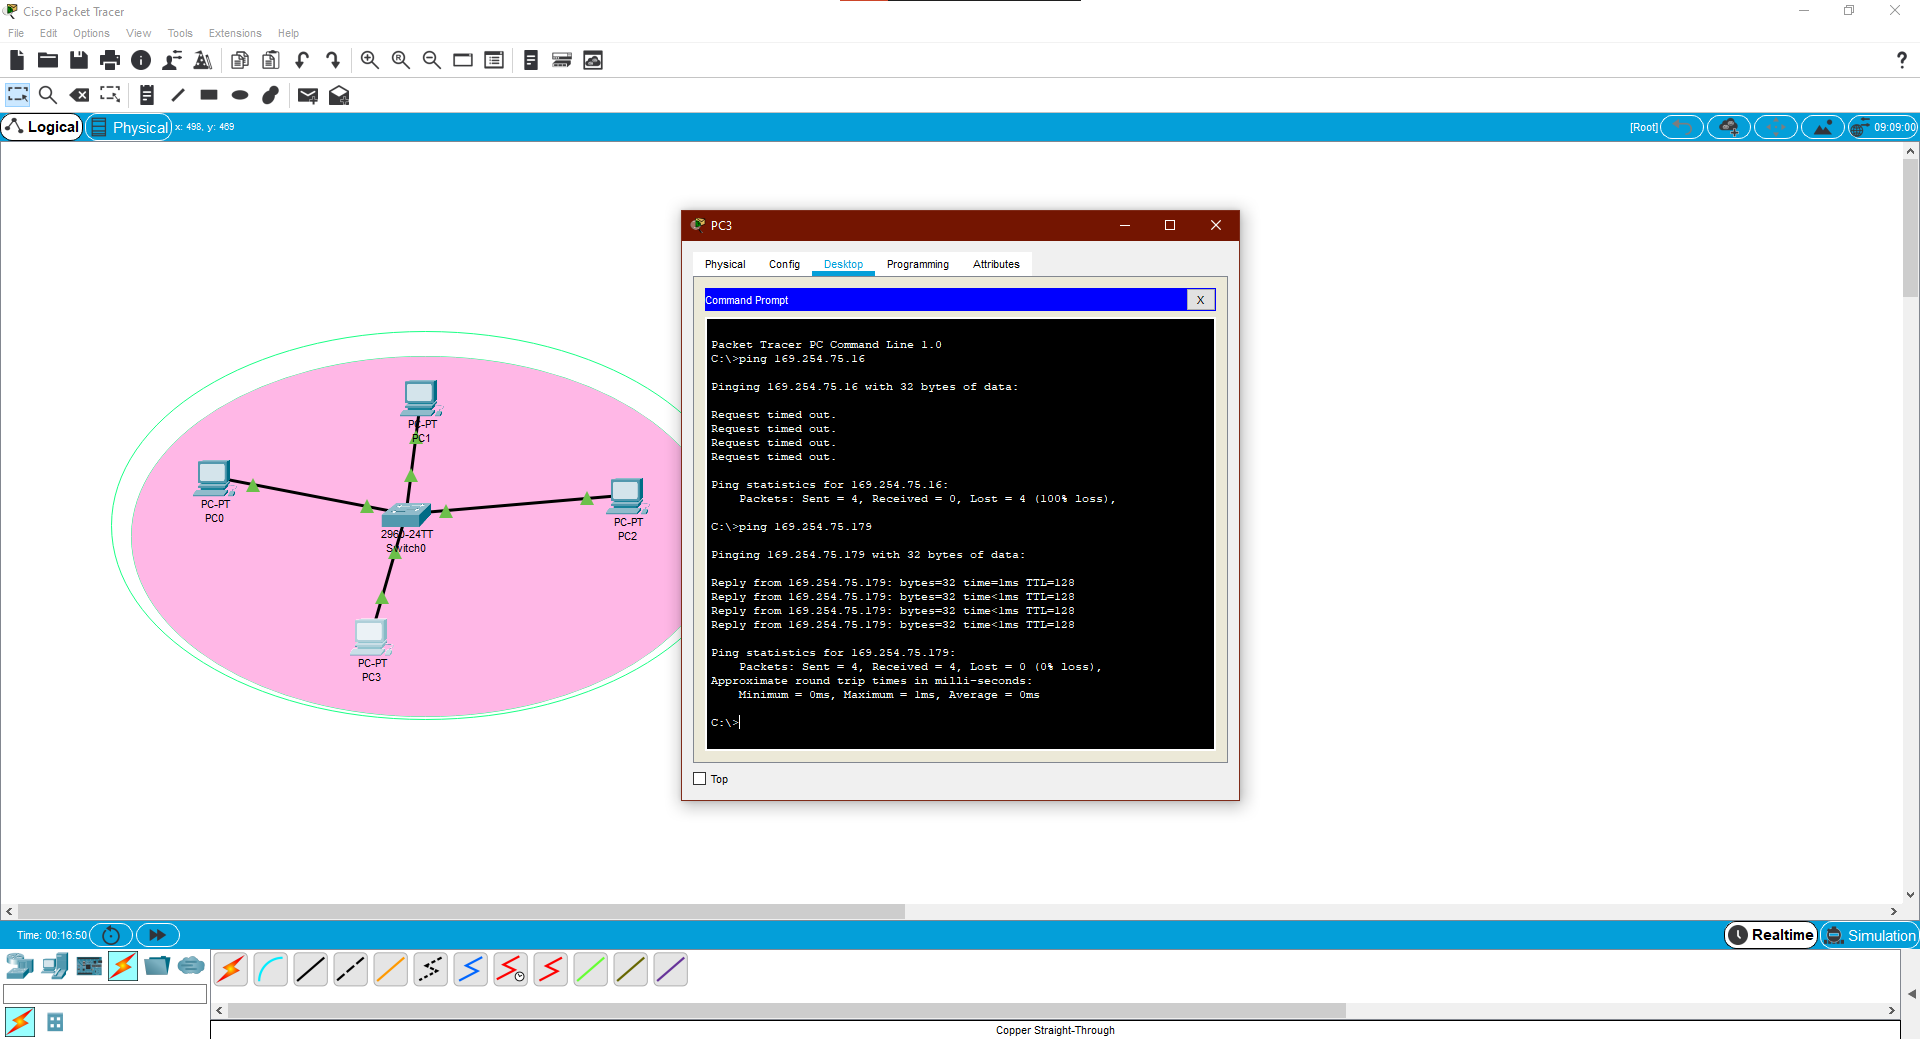 Cisco Packet Tracer
File Edit Options View Tools Extensions Help
?
Logical Physical x: 498, y: 469 [Root] 09:09:00
PC-PT
PC1
PC-PT
PC0
PC-PT
PC2
2960-24TT
Switch0
PC-PT
PC3
PC3
Physical Config Desktop Programming Attributes
Command Prompt X
Packet Tracer PC Command Line 1.0
C:\>ping 169.254.75.16
Pinging 169.254.75.16 with 32 bytes of data:
Request timed out.
Request timed out.
Request timed out.
Request timed out.
Ping statistics for 169.254.75.16:
Packets: Sent = 4, Received = 0, Lost = 4 (100% loss),
C:\>ping 169.254.75.179
Pinging 169.254.75.179 with 32 bytes of data:
Reply from 169.254.75.179: bytes=32 time=1ms TTL=128
Reply from 169.254.75.179: bytes=32 time<1ms TTL=128
Reply from 169.254.75.179: bytes=32 time<1ms TTL=128
Reply from 169.254.75.179: bytes=32 time<1ms TTL=128
Ping statistics for 169.254.75.179:
Packets: Sent = 4, Received = 4, Lost = 0 (0% loss),
Approximate round trip times in milli-seconds:
Minimum = 0ms, Maximum = 1ms, Average = 0ms
C:\>
Top
Time: 00:16:50 Realtime Simulation
Copper Straight-Through